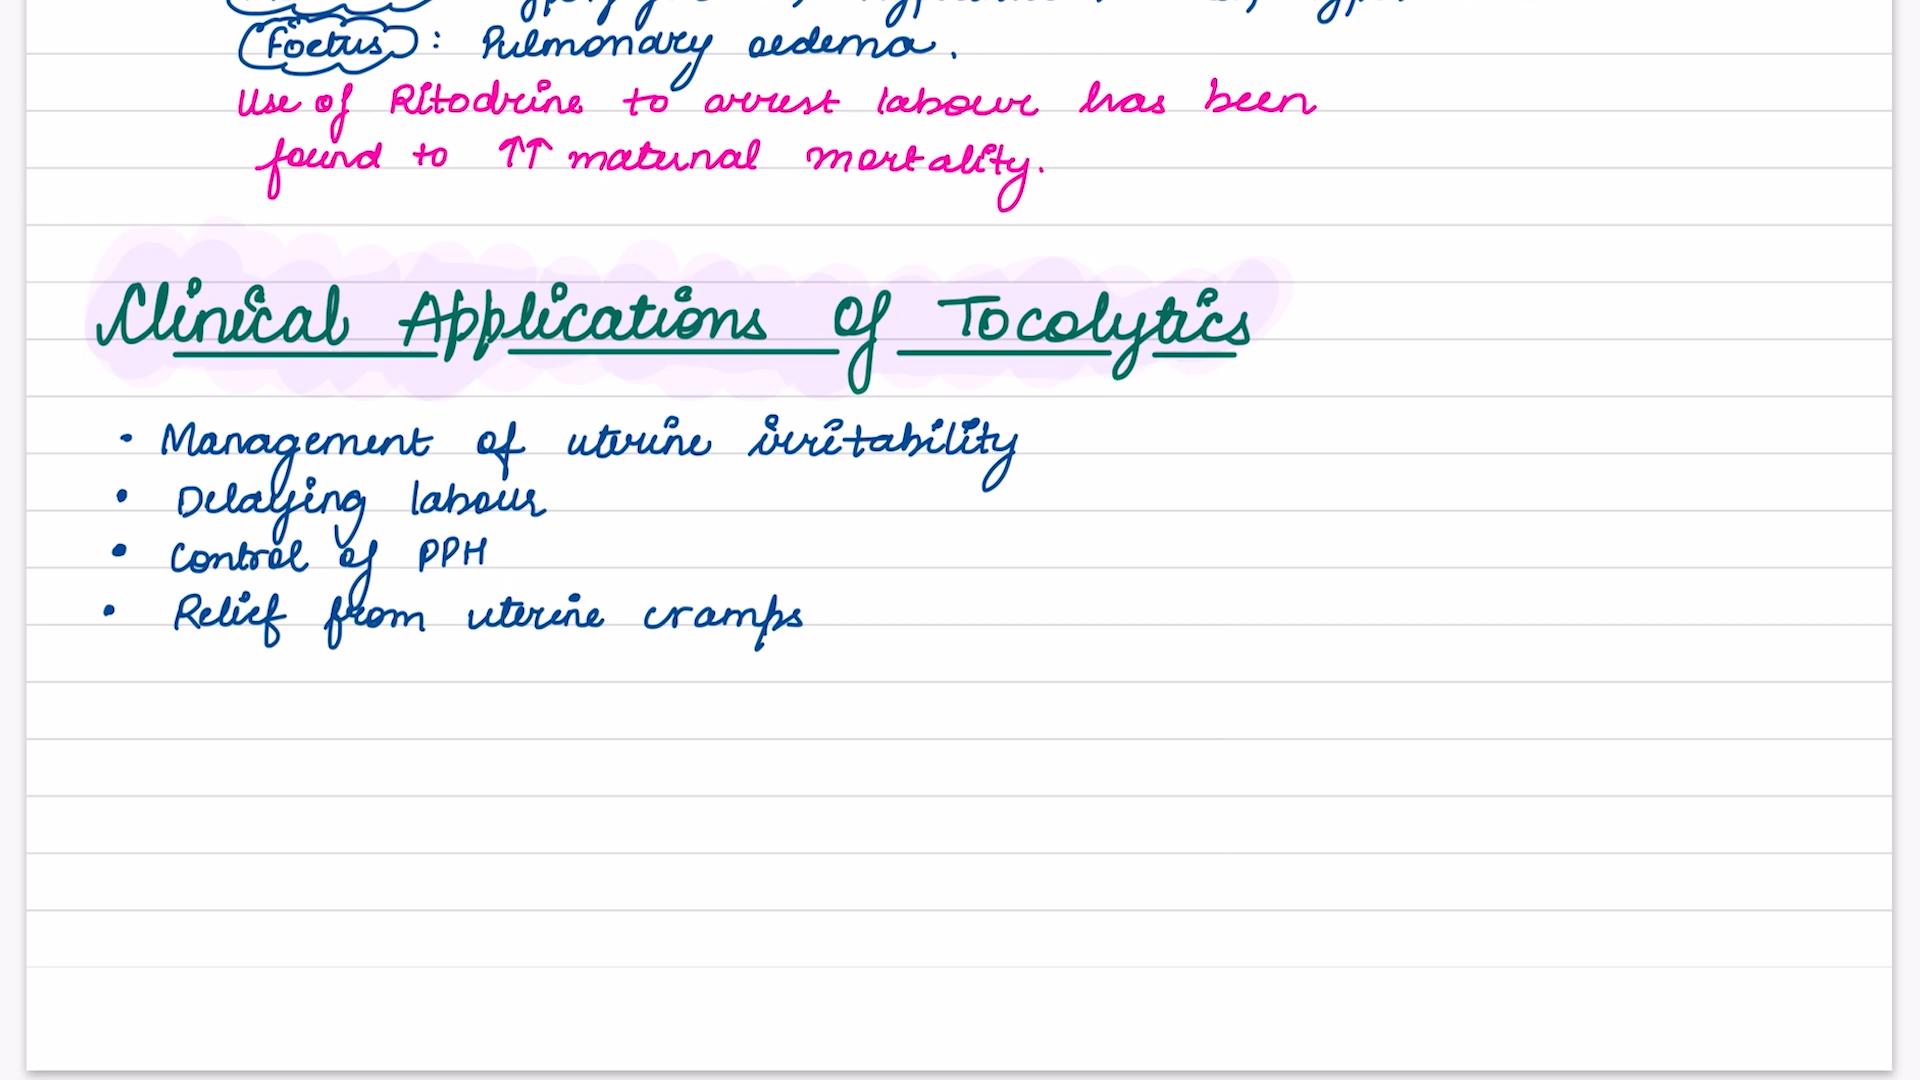 (Foetus): Pulmonary oedema.
Use of Ritodrine to arrest labour has been
found to ↑↑ maternal mortality.
Clinical Applications of Tocolytics
• Management of uterine irritability
• Delaying labour
• Control of PPH
• Relief from uterine cramps